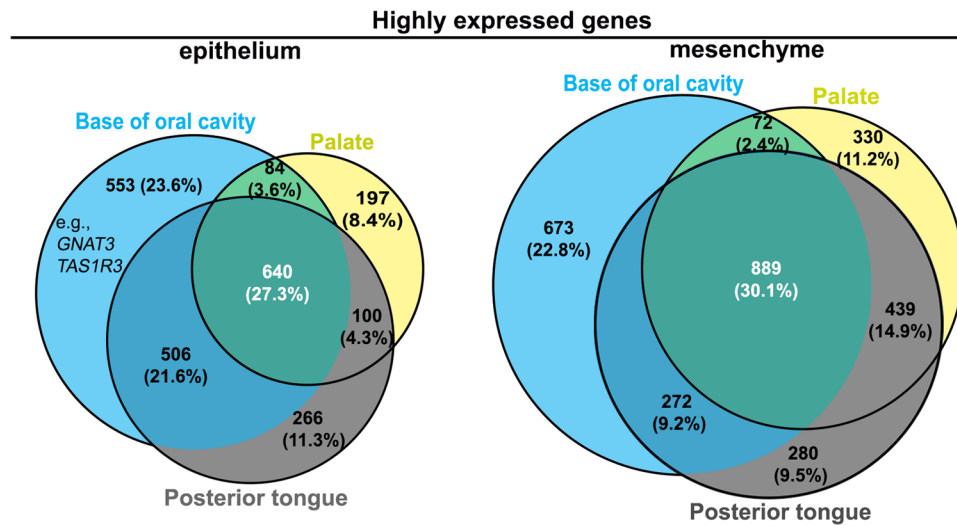 Highly expressed genes
epithelium
mesenchyme
Base of oral cavity
Palate
553 (23.6%)
84
(3.6%)
197
(8.4%)
e.g.,
GNAT3
TAS1R3
640
(27.3%)
100
(4.3%)
506
(21.6%)
266
(11.3%)
Posterior tongue
Base of oral cavity
Palate
72
(2.4%)
330
(11.2%)
673
(22.8%)
889
(30.1%)
439
(14.9%)
272
(9.2%)
280
(9.5%)
Posterior tongue